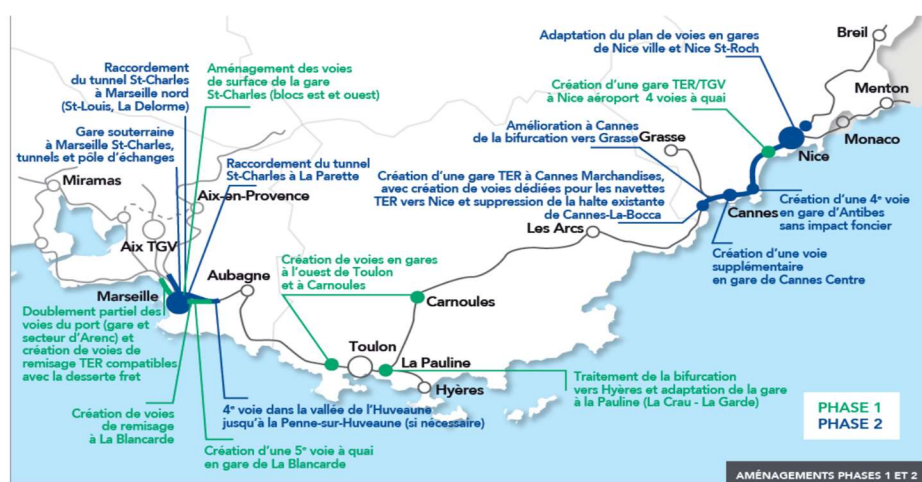 Raccordement
du tunnel St-Charles
à Marseille nord
(St-Louis, La Delorme)
Aménagement des voies
de surface de la gare
St-Charles (blocs est et ouest)
Gare souterraine
à Marseille St-Charles,
tunnels et pôle d'échanges
Raccordement du tunnel
St-Charles à La Parette
Adaptation du plan de voies en gares
de Nice ville et Nice St-Roch
Création d'une gare TER/TGV
à Nice aéroport 4 voies à quai
Amélioration à Cannes
de la bifurcation vers Grasse
Création d'une gare TER à Cannes Marchandises,
avec création de voies dédiées pour les navettes
TER vers Nice et suppression de la halte existante
de Cannes-La-Bocca
Breil
Menton
Monaco
Nice
Grasse
Cannes
Création d'une 4e voie
en gare d'Antibes
sans impact foncier
Création d'une voie
supplémentaire
en gare de Cannes Centre
Miramas
Aix-en-Provence
Aix TGV
Les Arcs
Aubagne
Création de voies en gares
à l'ouest de Toulon
et à Carnoules
Carnoules
Marseille
Doublement partiel des
voies du port (gare et
secteur d'Arenc) et
création de voies de
remisage TER compatibles
avec la desserte fret
Toulon
La Pauline
Hyères
Traitement de la bifurcation
vers Hyères et adaptation de la gare
à la Pauline (La Crau - La Garde)
Création de voies
de remisage
à La Blancarde
4e voie dans la vallée de l'Huveaune
jusqu'à la Penne-sur-Huveaune (si nécessaire)
Création d'une 5e voie à quai
en gare de La Blancarde
PHASE 1
PHASE 2
AMÉNAGEMENTS PHASES 1 ET 2